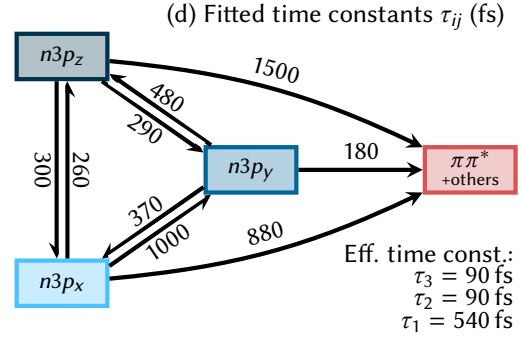 (d) Fitted time constants τij (fs)
n3pz
1500
480
290
300
260
n3py
180
ππ*
+others
370
1000
880
n3px
Eff. time const.:
τ3 = 90 fs
τ2 = 90 fs
τ1 = 540 fs